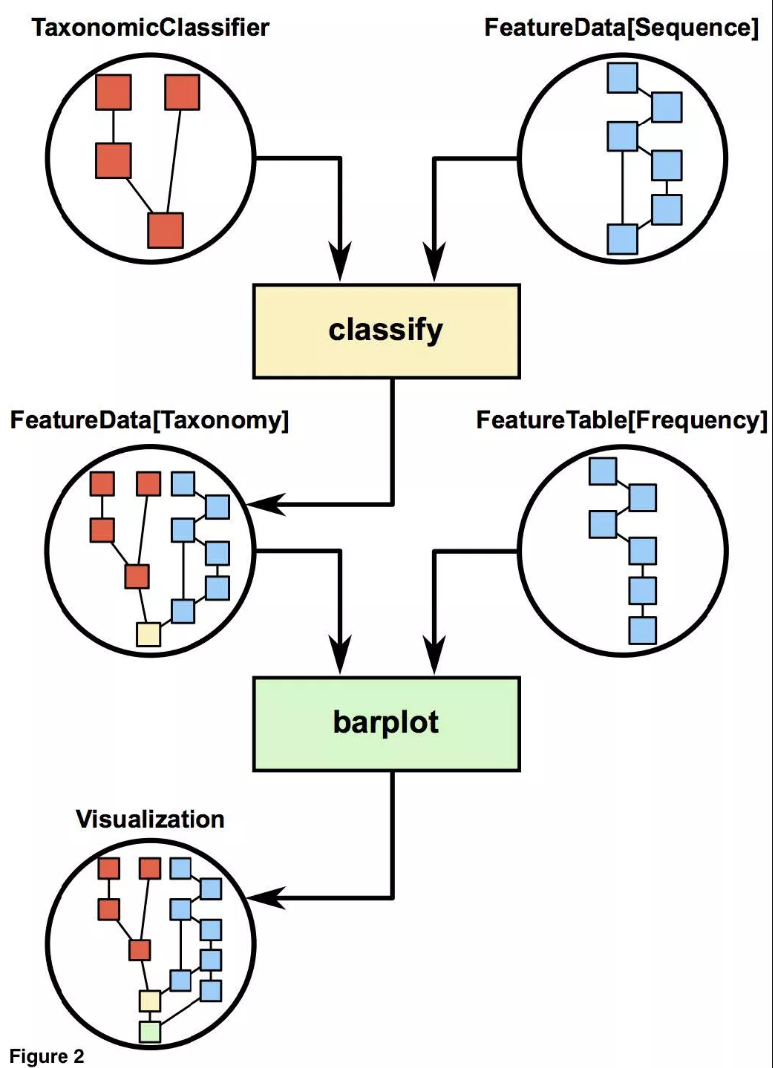 TaxonomicClassifier
FeatureData[Sequence]
classify
FeatureData[Taxonomy]
FeatureTable[Frequency]
barplot
Visualization
Figure 2